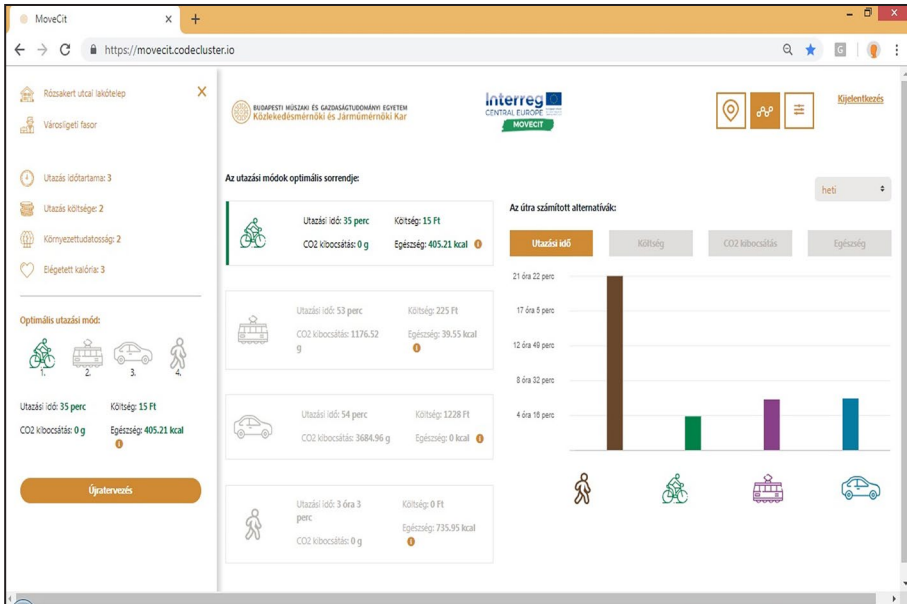 MoveCit
https://movecit.codecluster.io
Rózsakert utcai lakótelep
Városligeti fasor
Utazás időtartama: 3
Utazás költsége: 2
Környezettudatosság: 2
Elégetett kalória: 3
Optimális utazási mód:
1. 2. 3. 4.
Utazási idő: 35 perc Költség: 15 Ft
CO2 kibocsátás: 0 g Egészség: 405.21 kcal
Újratervezés
BUDAPESTI MŰSZAKI ÉS GAZDASÁGTUDOMÁNYI EGYETEM
Közlekedésmérnöki és Járműmérnöki Kar
Interreg
CENTRAL EUROPE
MOVECIT
Kijelentkezés
Az utazási módok optimális sorrendje:
Utazási idő: 35 perc Költség: 15 Ft
CO2 kibocsátás: 0 g Egészség: 405.21 kcal
Utazási idő: 53 perc Költség: 225 Ft
CO2 kibocsátás: 1176.52 Egészség: 39.55 kcal
g
Utazási idő: 54 perc Költség: 1228 Ft
CO2 kibocsátás: 3684.96 g Egészség: 0 kcal
Utazási idő: 3 óra 3 Költség: 0 Ft
perc Egészség: 735.95 kcal
CO2 kibocsátás: 0 g
heti
Az útra számított alternatívák:
Utazási idő Költség CO2 kibocsátás Egészség
21 óra 22 perc
17 óra 5 perc
12 óra 49 perc
8 óra 32 perc
4 óra 16 perc